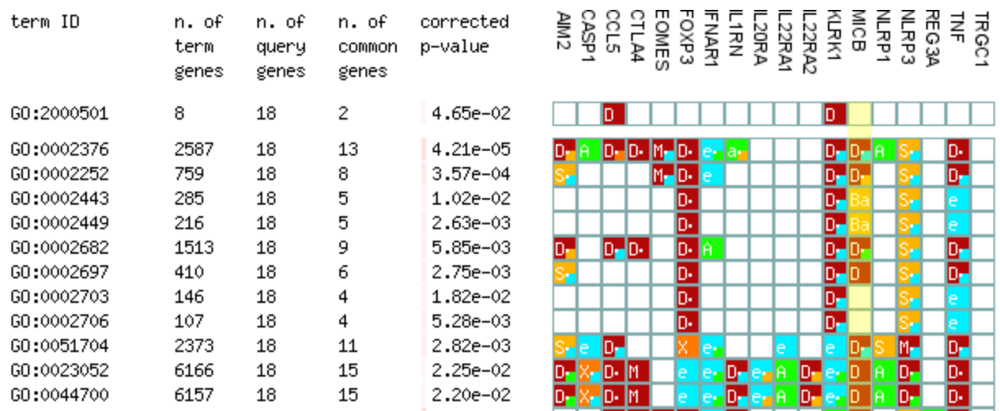 term ID n. of term genes n. of query genes n. of common genes corrected p-value AIM2 CASP1 CCL5 CTLA4 EOMES FOXP3 IFNAR1 IL1RN IL20RA IL22RA1 IL22RA2 KLRK1 MICB NLRP1 NLRP3 REG3A TNF TRGC1
GO:2000501 8 18 2 4.65e-02 D D
GO:0002376 2587 18 13 4.21e-05 D A D D M D e a D D A S D
GO:0002252 759 18 8 3.57e-04 S M D e D D S D
GO:0002443 285 18 5 1.02e-02 D D Ba S e
GO:0002449 216 18 5 2.63e-03 D D Ba S e
GO:0002682 1513 18 9 5.85e-03 D D D D A D D S D
GO:0002697 410 18 6 2.75e-03 S D D D S D
GO:0002703 146 18 4 1.82e-02 D D S e
GO:0002706 107 18 4 5.28e-03 D D S e
GO:0051704 2373 18 11 2.82e-03 S e D X e e e D S M D
GO:0023052 6166 18 15 2.25e-02 D X D M e e D e A D e D A D D
GO:0044700 6157 18 15 2.20e-02 D X D M e e D e A D e D A D D